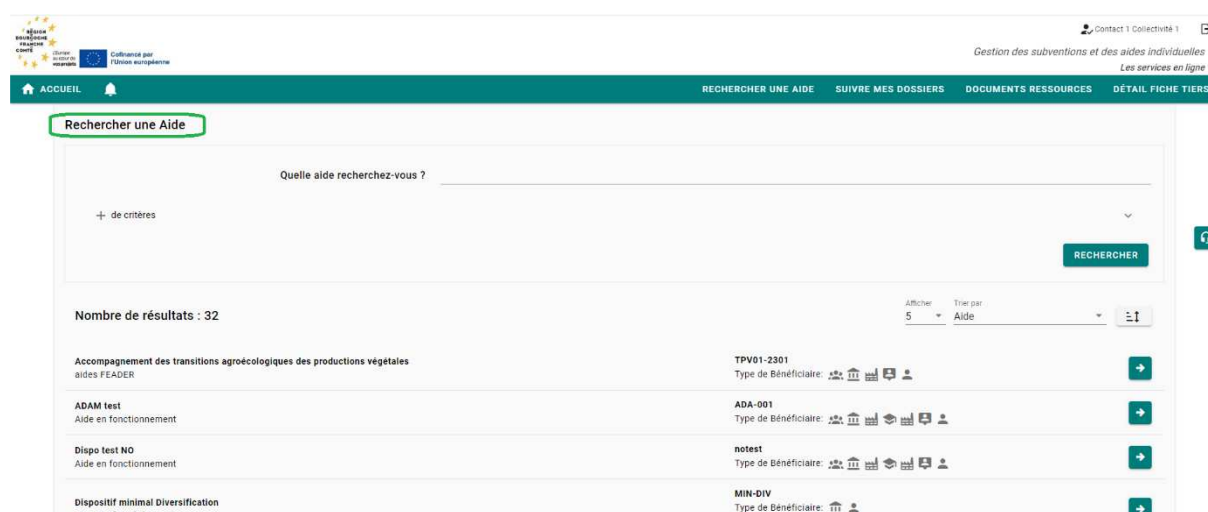 RÉGION
BOURGOGNE
FRANCHE
COMTÉ
Cofinancé par
l'Union européenne
Contact 1 Collectivité 1
Gestion des subventions et des aides individuelles
Les services en ligne
ACCUEIL
RECHERCHER UNE AIDE SUIVRE MES DOSSIERS DOCUMENTS RESSOURCES DÉTAIL FICHE TIERS
Rechercher une Aide
Quelle aide recherchez-vous ?
+ de critères
RECHERCHER
Nombre de résultats : 32
Afficher Trier par
5 Aide
Accompagnement des transitions agroécologiques des productions végétales TPV01-2301
aides FEADER Type de Bénéficiaire:
ADAM test ADA-001
Aide en fonctionnement Type de Bénéficiaire:
Dispo test NO notest
Aide en fonctionnement Type de Bénéficiaire:
Dispositif minimal Diversification MIN-DIV
Type de Bénéficiaire: